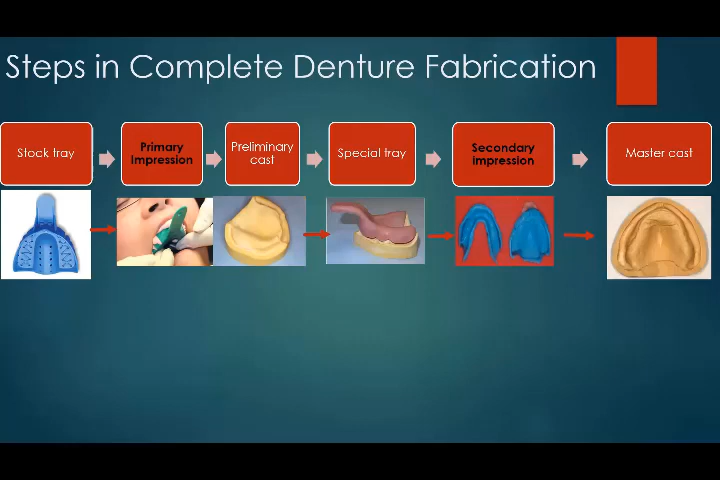 Steps in Complete Denture Fabrication
Stock tray
Primary
Impression
Preliminary
cast
Special tray
Secondary
impression
Master cast